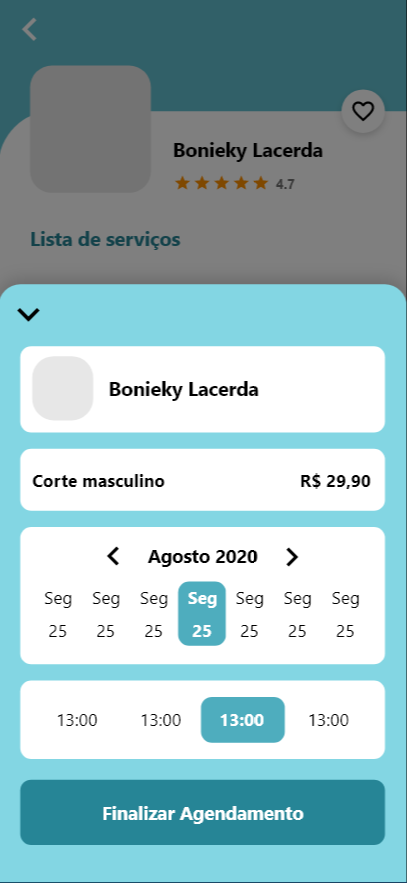 Bonieky Lacerda
4.7
Lista de serviços
Bonieky Lacerda
Corte masculino R$ 29,90
Agosto 2020
Seg Seg Seg Seg Seg Seg Seg
25 25 25 25 25 25 25
13:00 13:00 13:00 13:00
Finalizar Agendamento